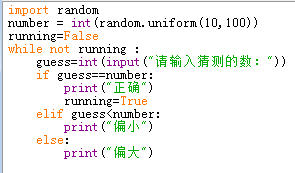 import random
number = int(random.uniform(10,100))
running=False
while not running :
    guess=int(input("请输入猜测的数："))
    if guess==number:
        print("正确")
        running=True
    elif guess<number:
        print("偏小")
    else:
        print("偏大")